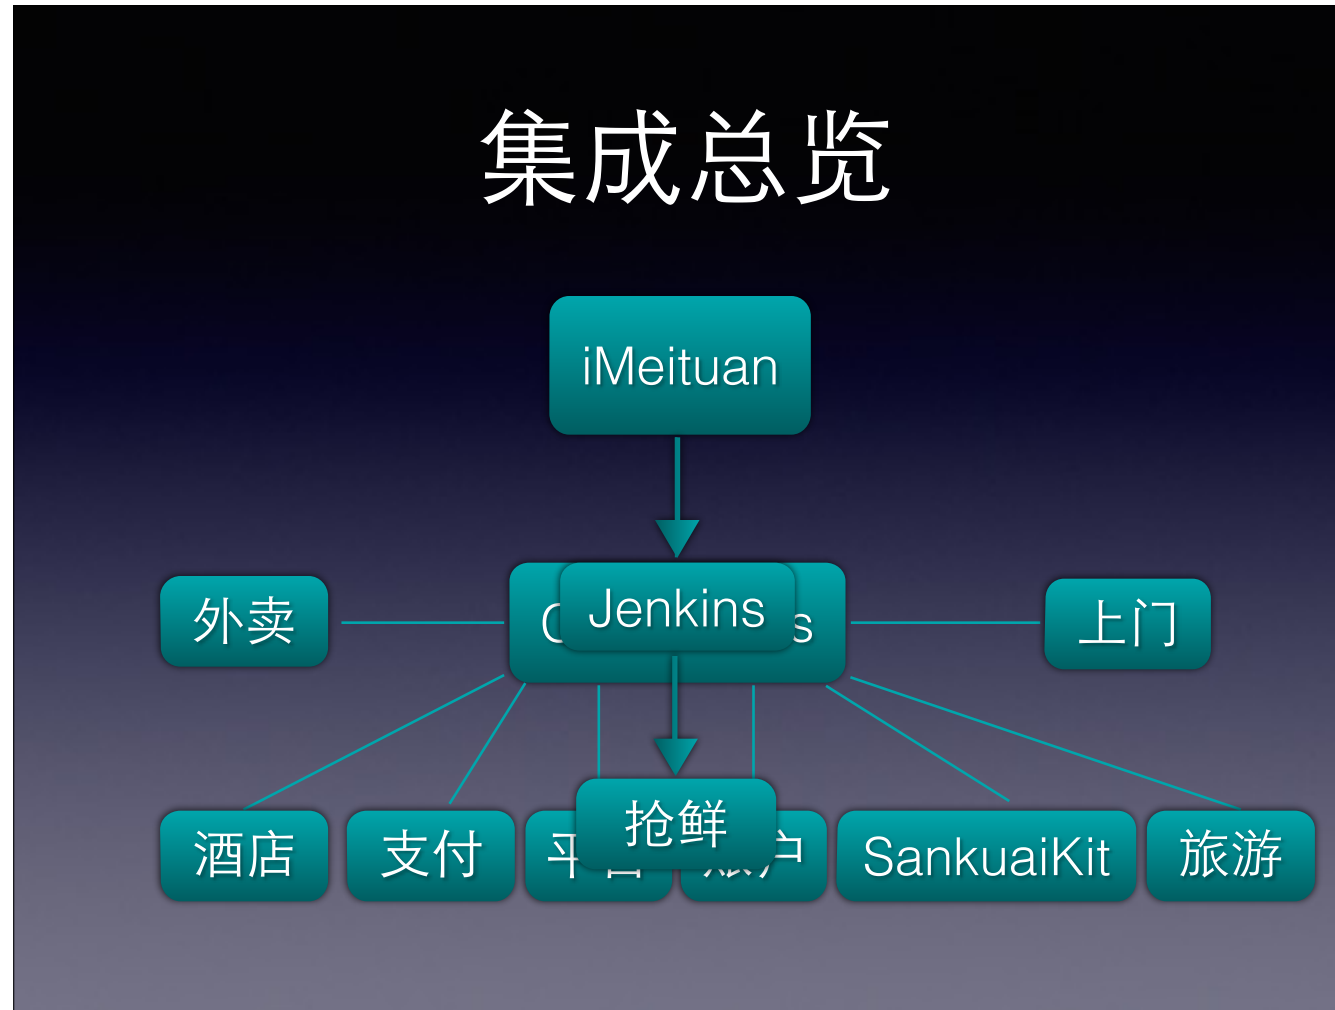 集成总览
iMeituan
外卖
Jenkins
上门
抢鲜
酒店
支付
SankuaiKit
旅游